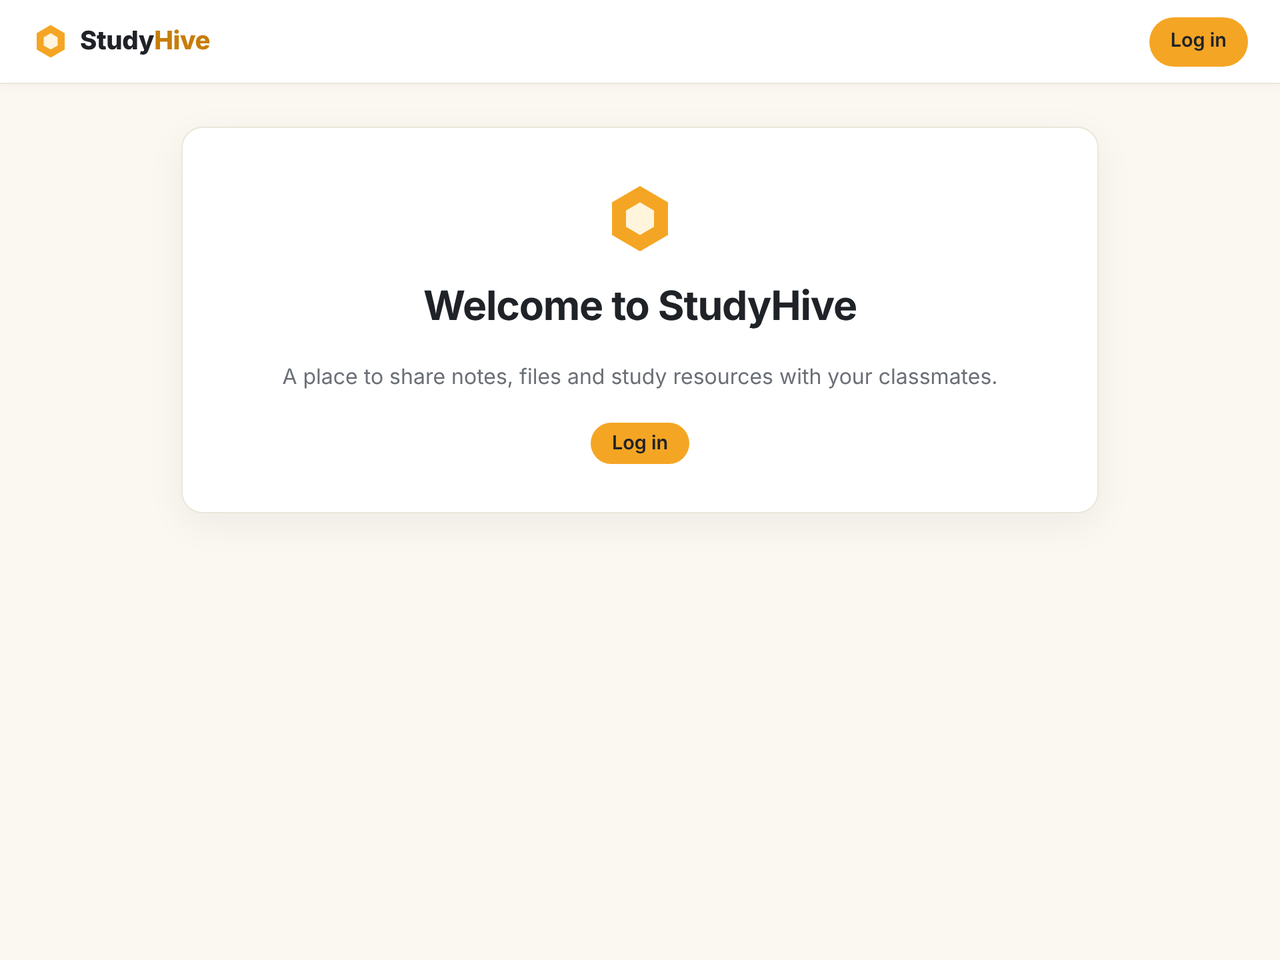 StudyHive
Log in
Welcome to StudyHive
A place to share notes, files and study resources with your classmates.
Log in